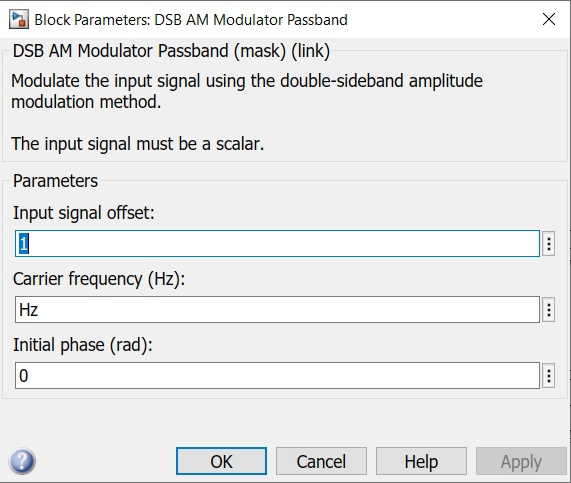 Block Parameters: DSB AM Modulator Passband
DSB AM Modulator Passband (mask) (link)
Modulate the input signal using the double-sideband amplitude
modulation method.
The input signal must be a scalar.
Parameters
Input signal offset:
1
Carrier frequency (Hz):
Hz
Initial phase (rad):
0
OK Cancel Help Apply